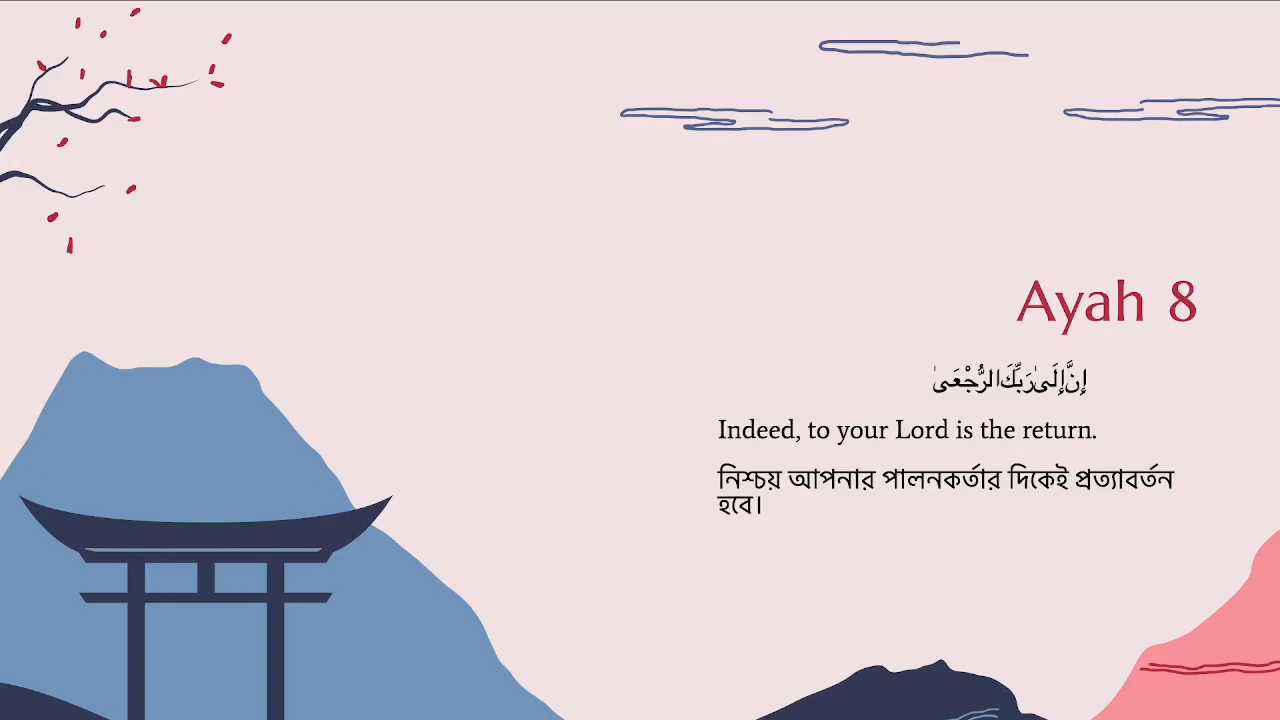 Ayah 8
إِنَّ إِلَىٰ رَبِّكَ الرُّجْعَىٰ
Indeed, to your Lord is the return.
নিশ্চয় আপনার পালনকর্তার দিকেই প্রত্যাবর্তন
হবে।